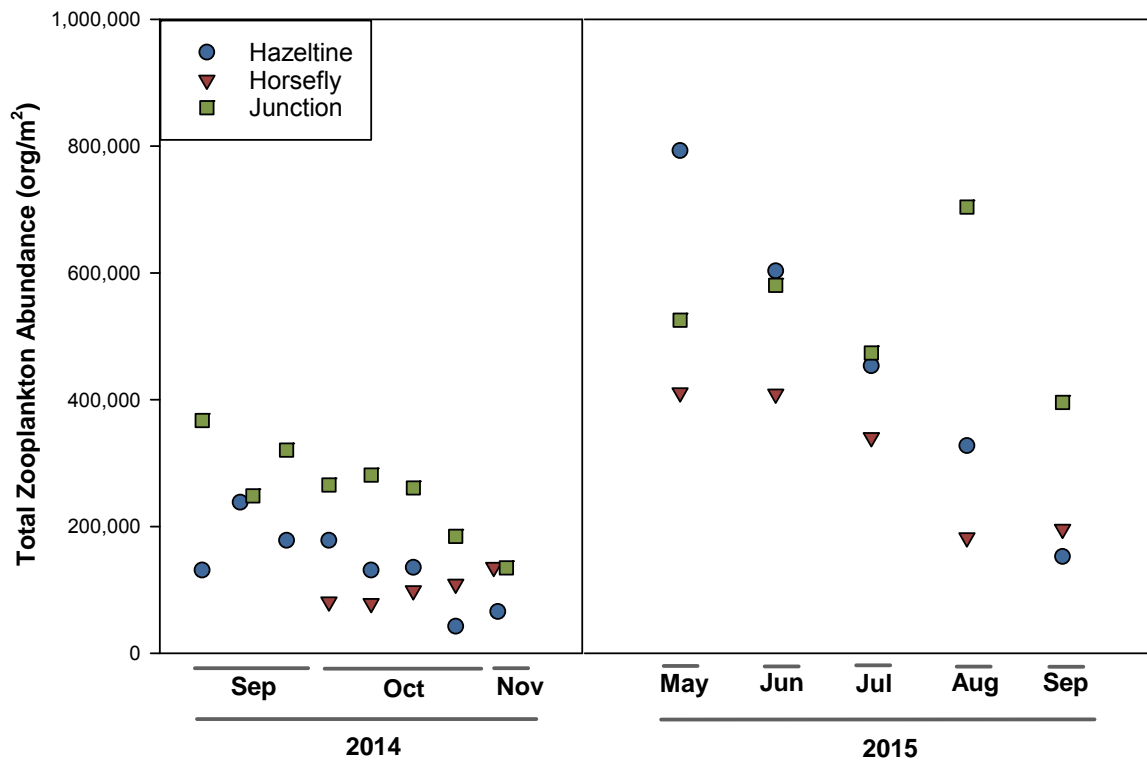 Total Zooplankton Abundance (org/m²)
1,000,000
800,000
600,000
400,000
200,000
0
Hazeltine
Horsefly
Junction
Sep Oct Nov May Jun Jul Aug Sep
2014 2015